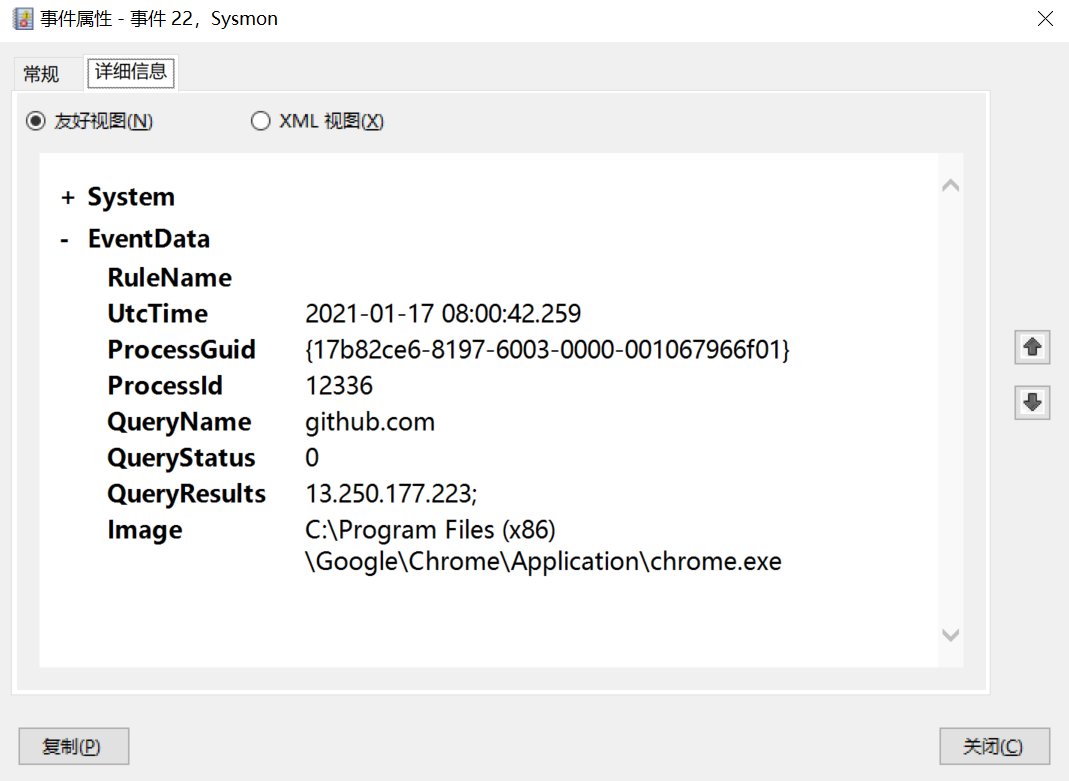 事件属性 - 事件 22，Sysmon
常规 详细信息
友好视图(N) XML 视图(X)
+ System
- EventData
RuleName
UtcTime 2021-01-17 08:00:42.259
ProcessGuid {17b82ce6-8197-6003-0000-001067966f01}
ProcessId 12336
QueryName github.com
QueryStatus 0
QueryResults 13.250.177.223;
Image C:\Program Files (x86)
\Google\Chrome\Application\chrome.exe
复制(P) 关闭(C)